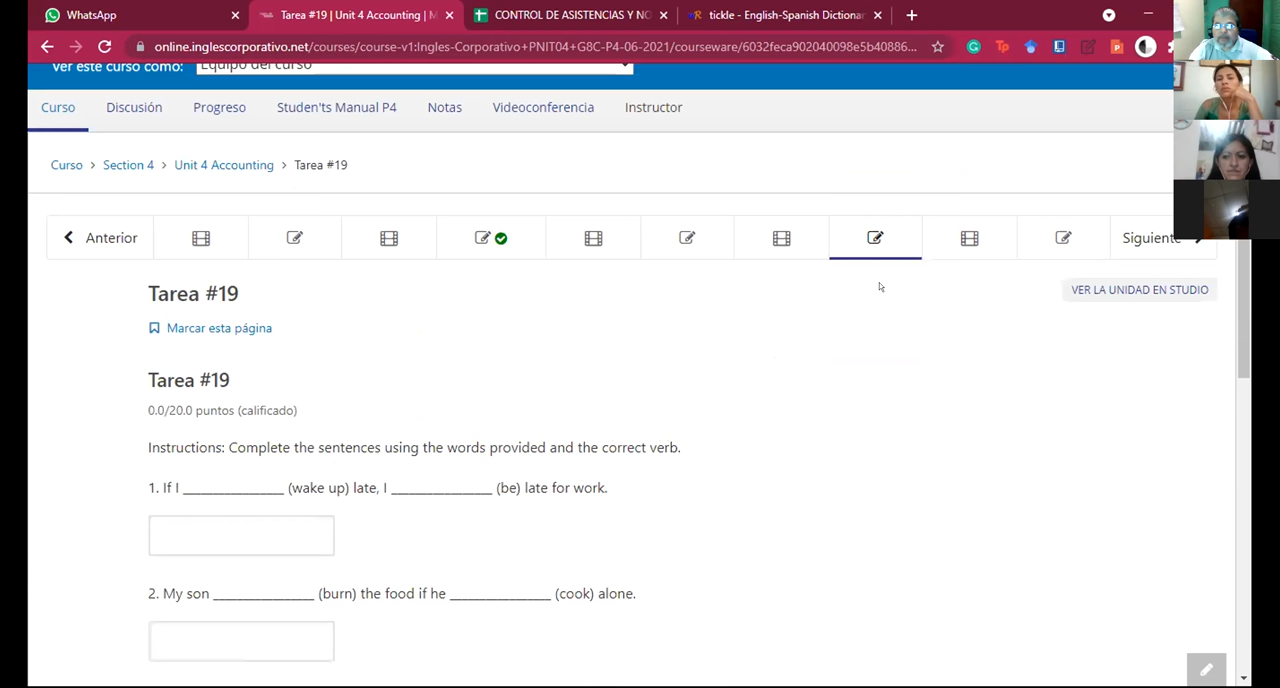 WhatsApp
Tarea #19 | Unit 4 Accounting | M
CONTROL DE ASISTENCIAS Y NO
tickle - English-Spanish Dictionar
online.inglescorporativo.net/courses/course-v1:Ingles-Corporativo+PNIT04+G8C-P4-06-2021/courseware/6032feca902040098e5b40886...
Ver este curso como: Equipo del curso
Curso
Discusión
Progreso
Studen'ts Manual P4
Notas
Videoconferencia
Instructor
Curso > Section 4 > Unit 4 Accounting > Tarea #19
Anterior
Siguiente
Tarea #19
VER LA UNIDAD EN STUDIO
Marcar esta página
Tarea #19
0.0/20.0 puntos (calificado)
Instructions: Complete the sentences using the words provided and the correct verb.
1. If I ______________ (wake up) late, I ______________ (be) late for work.
2. My son ______________ (burn) the food if he ______________ (cook) alone.